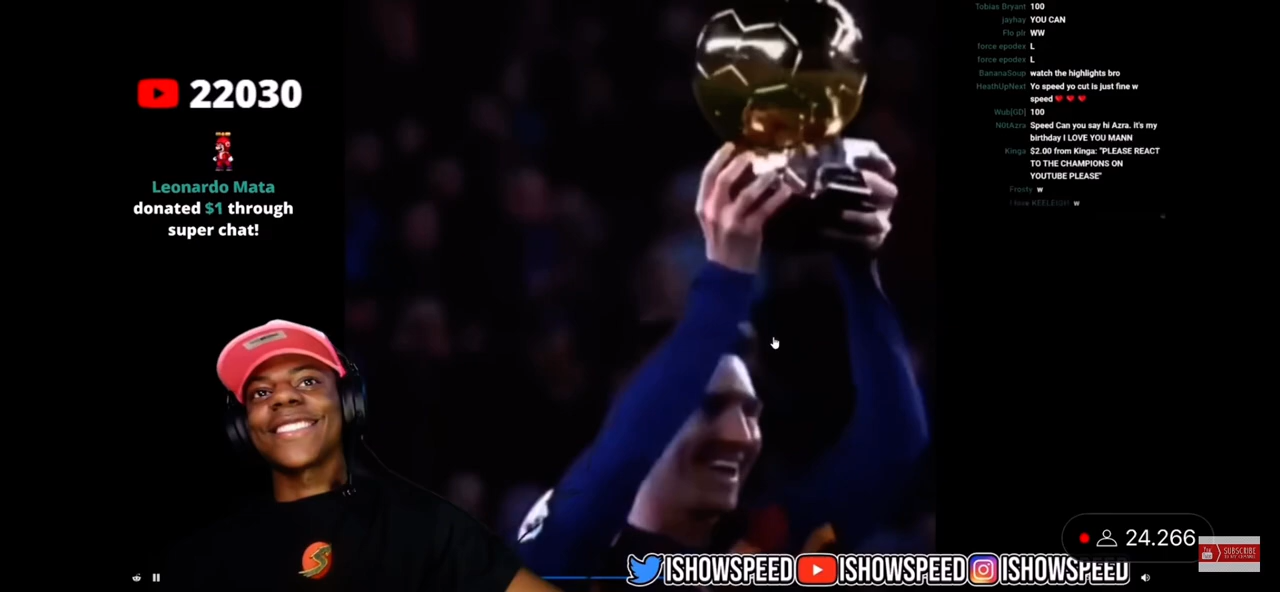 22030
Leonardo Mata
donated $1 through
super chat!
Tobias Bryant 100
jayhay YOU CAN
Flo plr WW
force epodex L
force epodex L
BananaSoup watch the highlights bro
HeathUpNext Yo speed yo cut is just fine w
speed ❤️ ❤️ ❤️
Wub[GD] 100
N0tAzra Speed Can you say hi Azra. it's my
birthday I LOVE YOU MANN
Kinga $2.00 from Kinga: "PLEASE REACT
TO THE CHAMPIONS ON
YOUTUBE PLEASE"
Frosty w
I love w
24.266
SUBSCRIBE
ISHOWSPEED ISHOWSPEED ISHOWSPEED